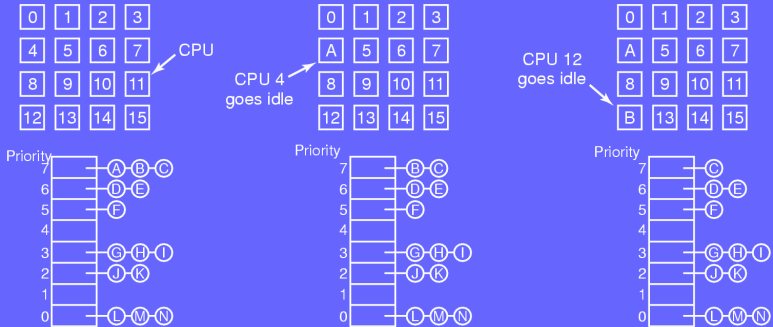 0 1 2 3
4 5 6 7
8 9 10 11
12 13 14 15
CPU
Priority
7 A B C
6 D E
5 F
4
3 G H I
2 J K
1
0 L M N
0 1 2 3
A 5 6 7
8 9 10 11
12 13 14 15
CPU 4
goes idle
Priority
7 B C
6 D E
5 F
4
3 G H I
2 J K
1
0 L M N
0 1 2 3
A 5 6 7
8 9 10 11
B 13 14 15
CPU 12
goes idle
Priority
7 C
6 D E
5 F
4
3 G H I
2 J K
1
0 L M N